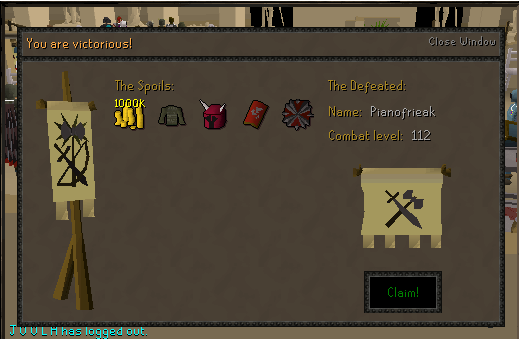 You are victorious!
Close Window
The Spoils:
1000K
The Defeated:
Name: Pianofrieak
Combat level: 112
Claim!
J V V L H has logged out.